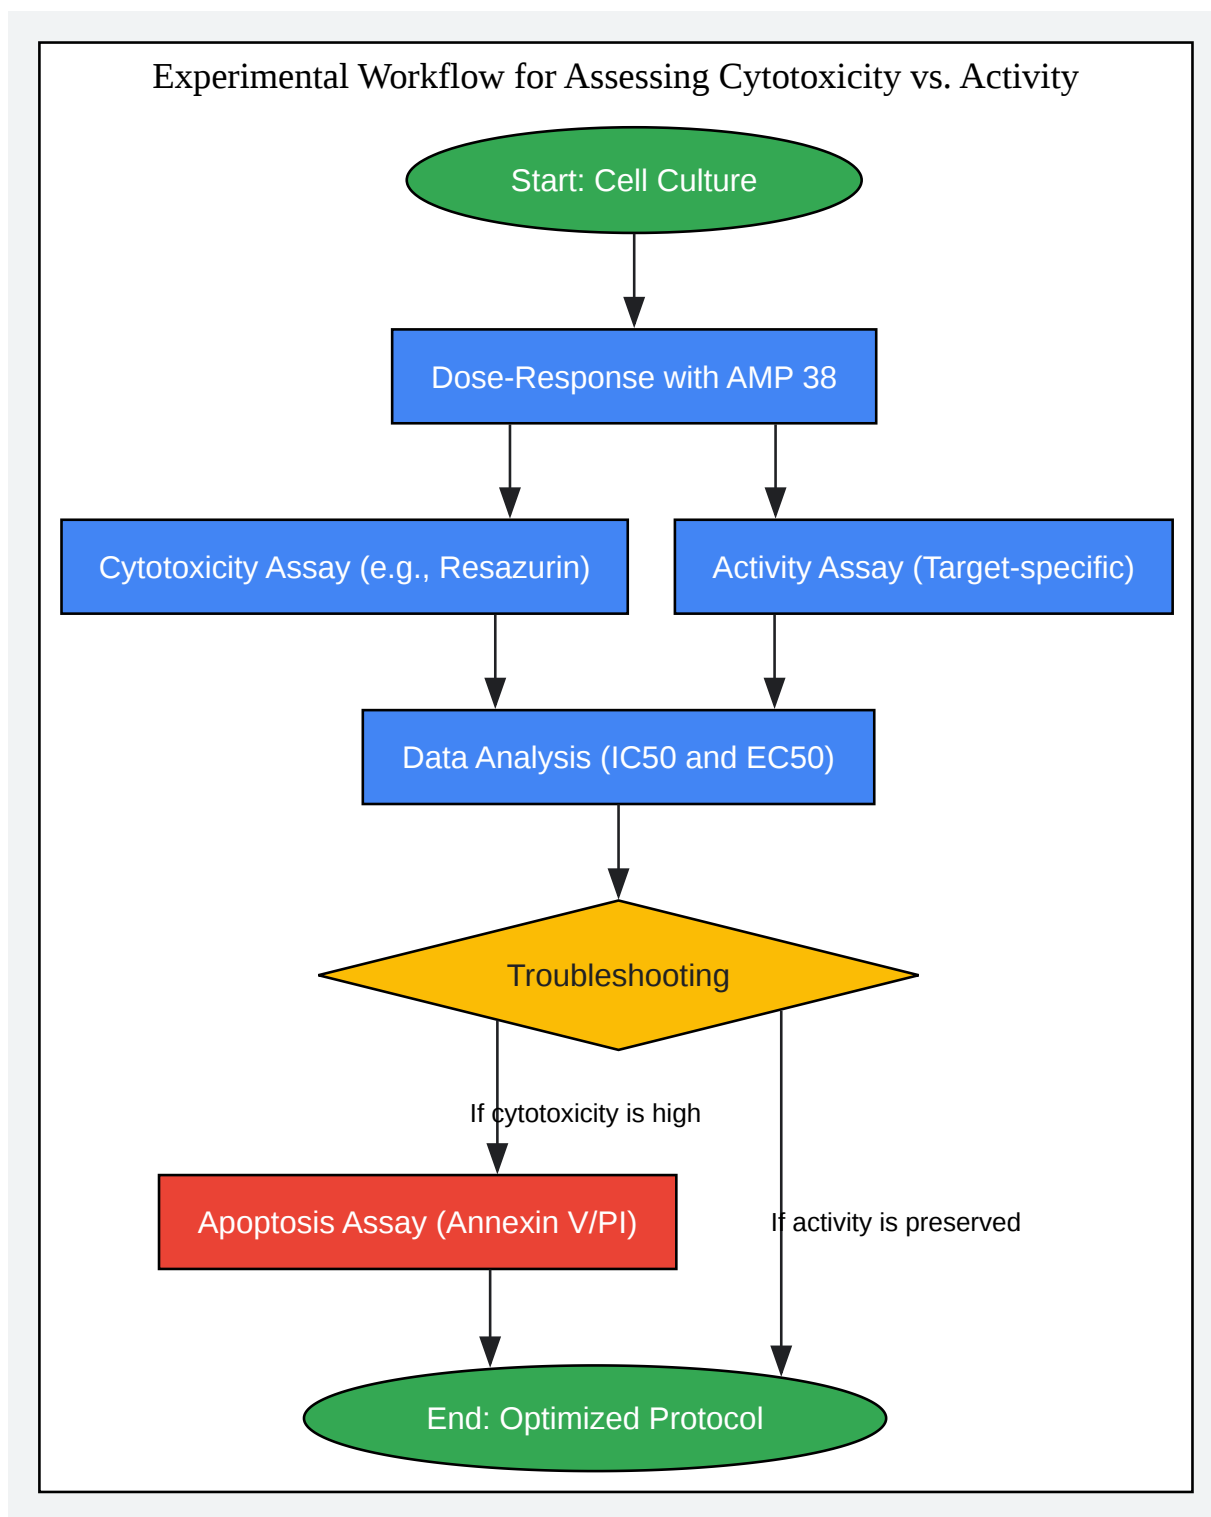 Experimental Workflow for Assessing Cytotoxicity vs. Activity
Start: Cell Culture
Dose-Response with AMP 38
Cytotoxicity Assay (e.g., Resazurin)
Activity Assay (Target-specific)
Data Analysis (IC50 and EC50)
Troubleshooting
If cytotoxicity is high
Apoptosis Assay (Annexin V/PI)
If activity is preserved
End: Optimized Protocol